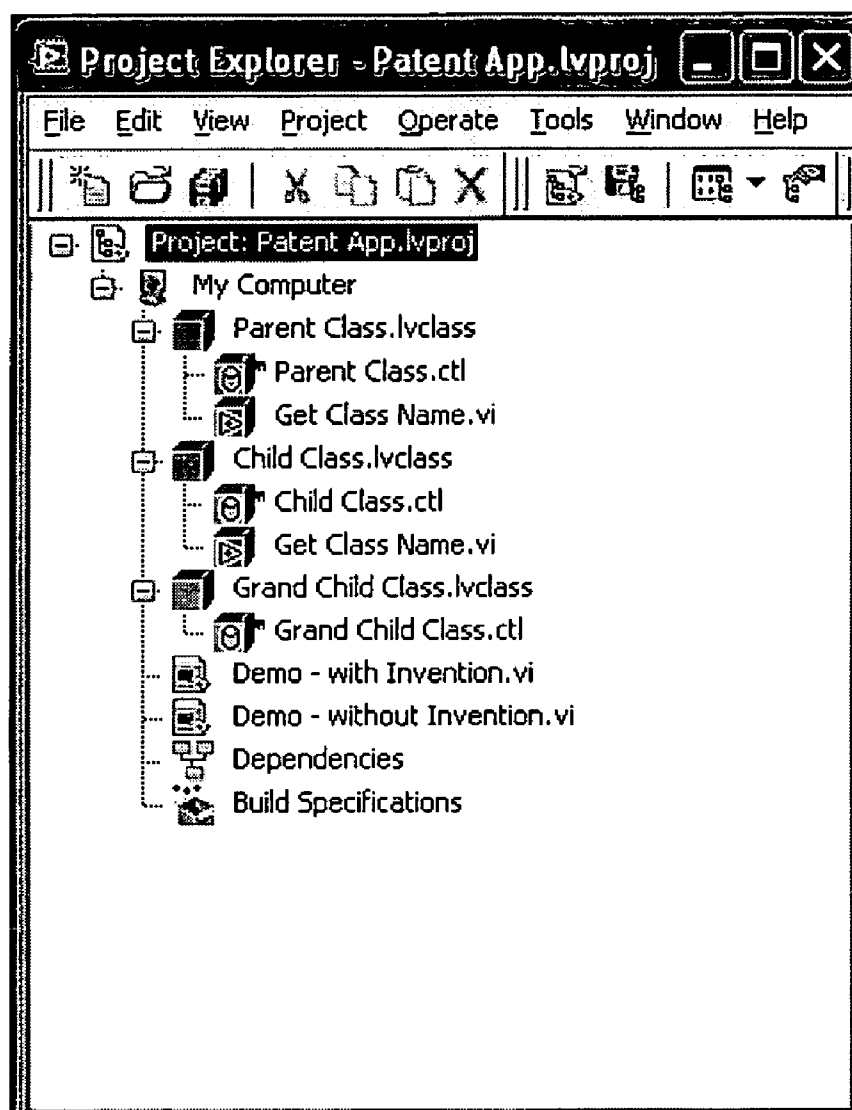 Project Explorer - Patent App.lvproj
File Edit View Project Operate Tools Window Help
Project: Patent App.lvproj
My Computer
Parent Class.lvclass
Parent Class.ctl
Get Class Name.vi
Child Class.lvclass
Child Class.ctl
Get Class Name.vi
Grand Child Class.lvclass
Grand Child Class.ctl
Demo - with Invention.vi
Demo - without Invention.vi
Dependencies
Build Specifications